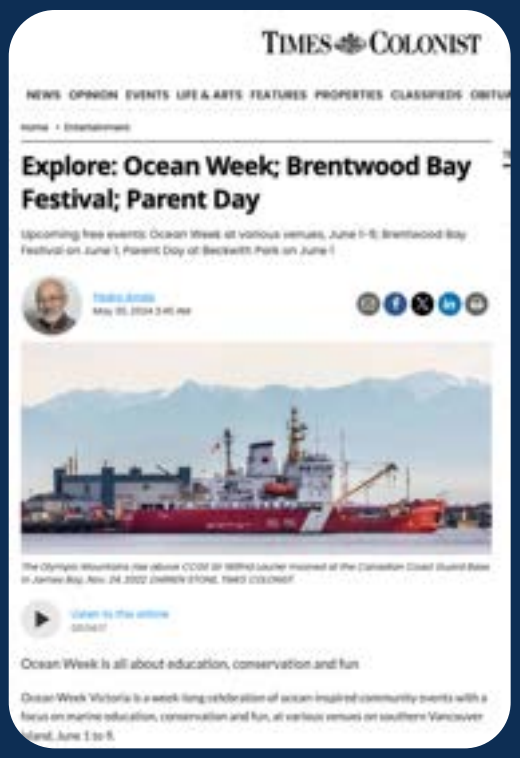 TIMES COLONIST
NEWS OPINION EVENTS LIFE & ARTS FEATURES PROPERTIES CLASSIFIEDS OBITUA
Home > Entertainment
Explore: Ocean Week; Brentwood Bay
Festival; Parent Day
Upcoming free events: Ocean Week at various venues, June 1-9; Brentwood Bay
Festival on June 1, Parent Day at Beckwith Park on June 1
Pedro Arrais
May 30, 2024 3:45 AM
The Olympic Mountains rise above CCGS Sir Wilfrid Laurier moored at the Canadian Coast Guard Base
in James Bay, Nov. 24, 2022. DARREN STONE, TIMES COLONIST
Listen to this article
Ocean Week is all about education, conservation and fun
Ocean Week Victoria is a week-long celebration of ocean inspired community events with a
focus on marine education, conservation and fun, at various venues on southern Vancouver
Island, June 1 to 9.